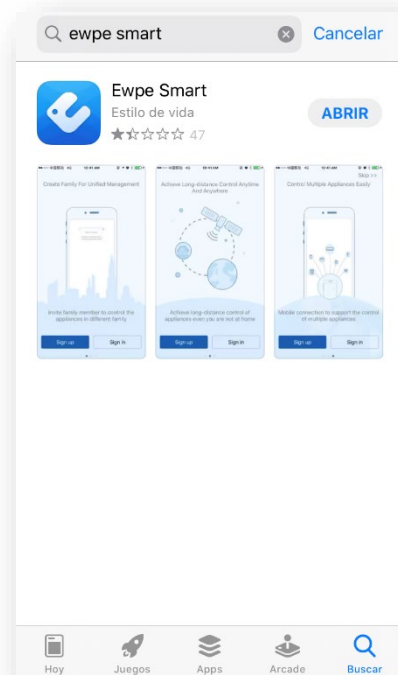 ewpe smart
Cancelar
Ewpe Smart
Estilo de vida
ABRIR
47
Create Family For Unified Management
Invite family member to control the
appliances in different family
Sign up
Sign in
Achieve Long-distance Control Anytime
And Anywhere
Achieve long-distance control of
appliances even you are not at home
Sign up
Sign in
Skip >>
Control Multiple Appliances Easily
Mobile connection to support the control
of multiple appliances
Sign up
Sign in
Hoy
Juegos
Apps
Arcade
Buscar